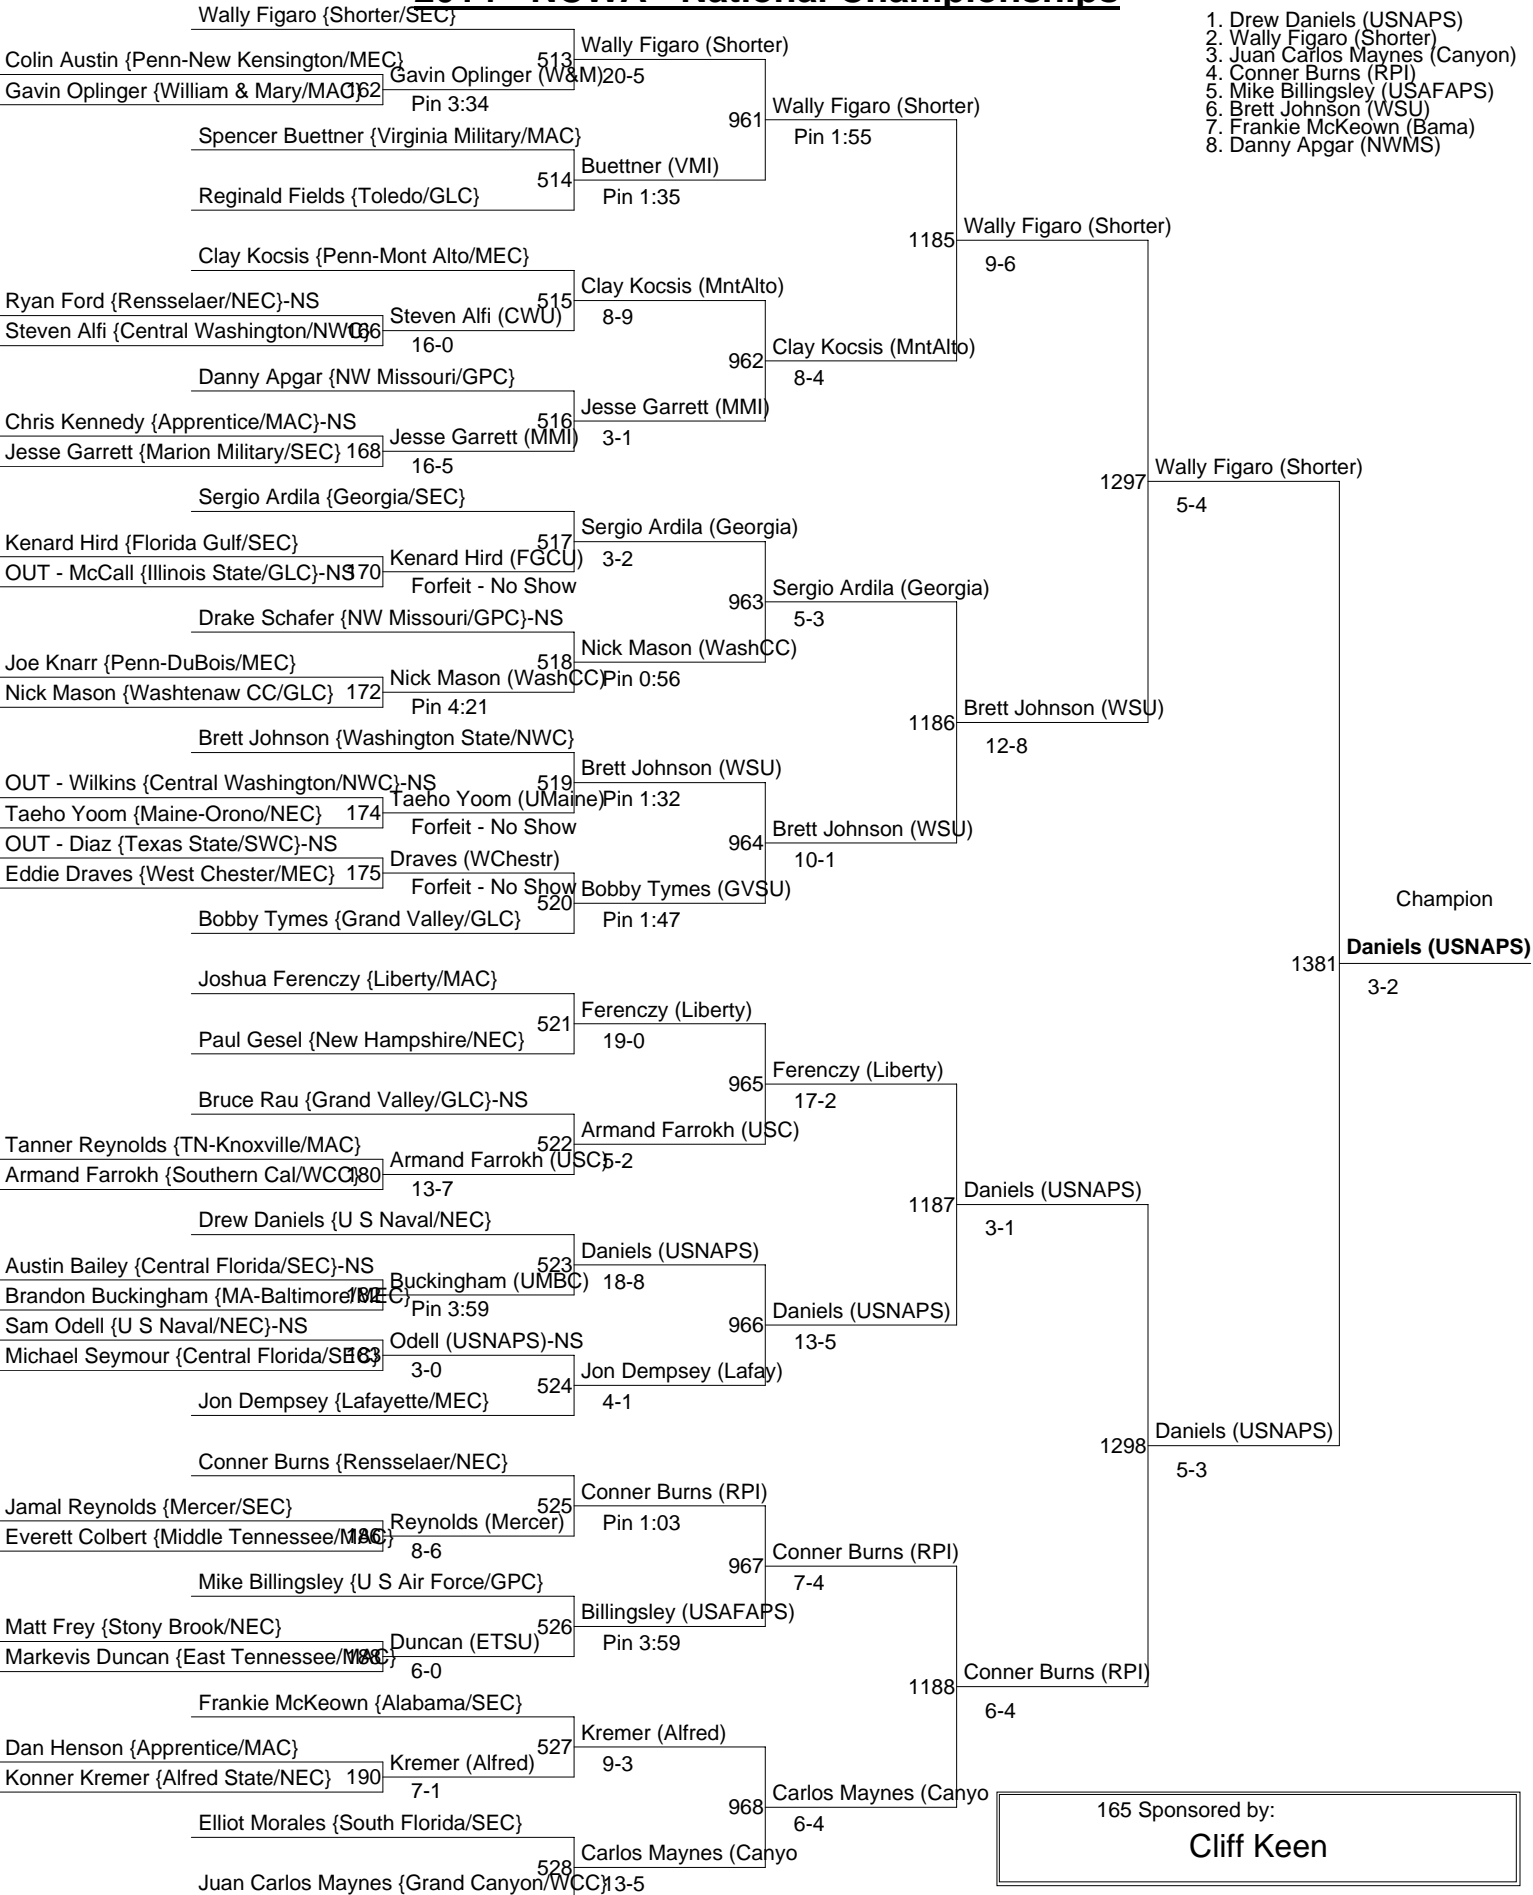 Wally Figaro {Shorter/SEC}
1. Drew Daniels (USNAPS)
2. Wally Figaro (Shorter)
3. Juan Carlos Maynes (Canyon)
4. Conner Burns (RPI)
5. Mike Billingsley (USAFAPS)
6. Brett Johnson (WSU)
7. Frankie McKeown (Bama)
8. Danny Apgar (NWMS)
513 Wally Figaro (Shorter)
Colin Austin {Penn-New Kensington/MEC}
Gavin Oplinger (W&M) 20-5
Gavin Oplinger {William & Mary/MAC} 162
Pin 3:34
961 Wally Figaro (Shorter)
Spencer Buettner {Virginia Military/MAC}
Pin 1:55
514 Buettner (VMI)
Reginald Fields {Toledo/GLC}
Pin 1:35
1185 Wally Figaro (Shorter)
9-6
Clay Kocsis {Penn-Mont Alto/MEC}
515 Clay Kocsis (MntAlto)
Ryan Ford {Rensselaer/NEC}-NS
Steven Alfi (CWU) 8-9
Steven Alfi {Central Washington/NWC} 166
16-0
962 Clay Kocsis (MntAlto)
Danny Apgar {NW Missouri/GPC}
8-4
516 Jesse Garrett (MMI)
Chris Kennedy {Apprentice/MAC}-NS
Jesse Garrett (MMI) 3-1
Jesse Garrett {Marion Military/SEC} 168
16-5
1297 Wally Figaro (Shorter)
5-4
Sergio Ardila {Georgia/SEC}
517 Sergio Ardila (Georgia)
Kenard Hird {Florida Gulf/SEC}
Kenard Hird (FGCU) 3-2
OUT - McCall {Illinois State/GLC}-NS 170
Forfeit - No Show
963 Sergio Ardila (Georgia)
Drake Schafer {NW Missouri/GPC}-NS
5-3
518 Nick Mason (WashCC)
Joe Knarr {Penn-DuBois/MEC}
Nick Mason (WashCC) Pin 0:56
Nick Mason {Washtenaw CC/GLC} 172
Pin 4:21
1186 Brett Johnson (WSU)
Brett Johnson {Washington State/NWC}
12-8
519 Brett Johnson (WSU)
OUT - Wilkins {Central Washington/NWC}-NS
Taeho Yoom (UMaine) Pin 1:32
Taeho Yoom {Maine-Orono/NEC} 174
Forfeit - No Show
964 Brett Johnson (WSU)
OUT - Diaz {Texas State/SWC}-NS
Draves (WChestr)
10-1
Eddie Draves {West Chester/MEC} 175
Forfeit - No Show
520 Bobby Tymes (GVSU)
Bobby Tymes {Grand Valley/GLC}
Pin 1:47
Champion
1381 Daniels (USNAPS)
3-2
Joshua Ferenczy {Liberty/MAC}
521 Ferenczy (Liberty)
Paul Gesel {New Hampshire/NEC}
19-0
965 Ferenczy (Liberty)
Bruce Rau {Grand Valley/GLC}-NS
17-2
522 Armand Farrokh (USC)
Tanner Reynolds {TN-Knoxville/MAC}
Armand Farrokh (USC) 5-2
Armand Farrokh {Southern Cal/WCC} 180
13-7
1187 Daniels (USNAPS)
Drew Daniels {U S Naval/NEC}
3-1
523 Daniels (USNAPS)
Austin Bailey {Central Florida/SEC}-NS
Buckingham (UMBC) 18-8
Brandon Buckingham {MA-Baltimore/MEC} 182
Pin 3:59
966 Daniels (USNAPS)
Sam Odell {U S Naval/NEC}-NS
Odell (USNAPS)-NS
13-5
Michael Seymour {Central Florida/SEC} 183
3-0
524 Jon Dempsey (Lafay)
Jon Dempsey {Lafayette/MEC}
4-1
1298 Daniels (USNAPS)
5-3
Conner Burns {Rensselaer/NEC}
525 Conner Burns (RPI)
Jamal Reynolds {Mercer/SEC}
Reynolds (Mercer) Pin 1:03
Everett Colbert {Middle Tennessee/MAC} 186
8-6
967 Conner Burns (RPI)
Mike Billingsley {U S Air Force/GPC}
7-4
526 Billingsley (USAFAPS)
Matt Frey {Stony Brook/NEC}
Duncan (ETSU) Pin 3:59
Markevis Duncan {East Tennessee/MAC} 188
6-0
1188 Conner Burns (RPI)
Frankie McKeown {Alabama/SEC}
6-4
527 Kremer (Alfred)
Dan Henson {Apprentice/MAC}
Kremer (Alfred) 9-3
Konner Kremer {Alfred State/NEC} 190
7-1
968 Carlos Maynes (Canyo
Elliot Morales {South Florida/SEC}
6-4
528 Carlos Maynes (Canyo
Juan Carlos Maynes {Grand Canyon/WCC} 13-5
165 Sponsored by:
Cliff Keen